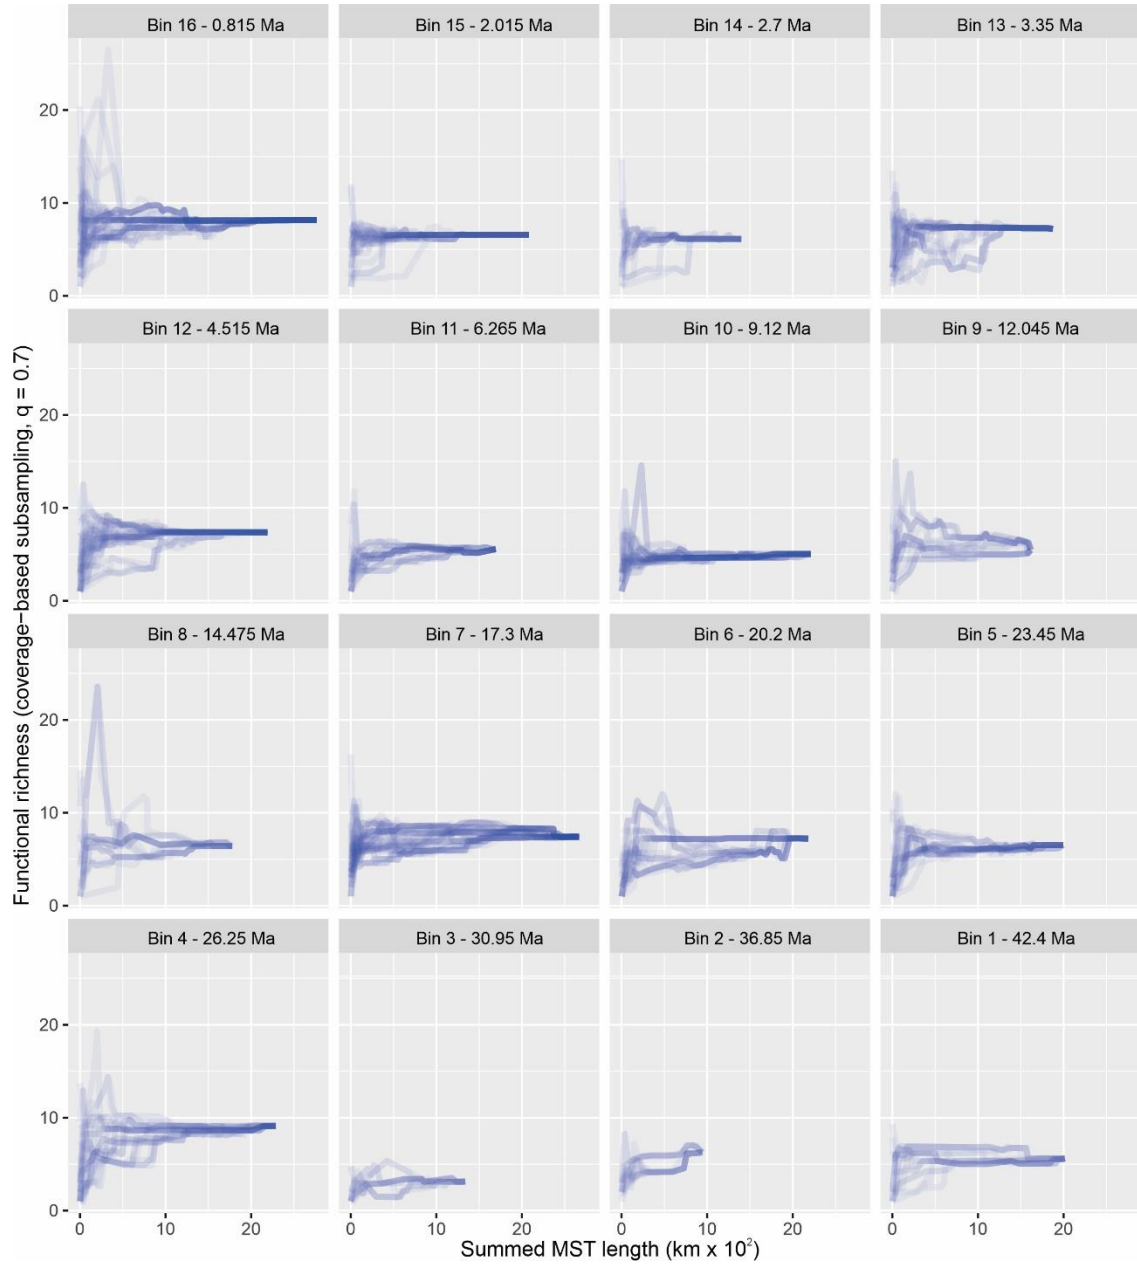 Bin 16 - 0.815 Ma
Bin 15 - 2.015 Ma
Bin 14 - 2.7 Ma
Bin 13 - 3.35 Ma
20
10
0
Bin 12 - 4.515 Ma
Bin 11 - 6.265 Ma
Bin 10 - 9.12 Ma
Bin 9 - 12.045 Ma
20
10
0
Functional richness (coverage−based subsampling, q = 0.7)
Bin 8 - 14.475 Ma
Bin 7 - 17.3 Ma
Bin 6 - 20.2 Ma
Bin 5 - 23.45 Ma
20
10
0
Bin 4 - 26.25 Ma
Bin 3 - 30.95 Ma
Bin 2 - 36.85 Ma
Bin 1 - 42.4 Ma
20
10
0
0 10 20 0 10 20 0 10 20 0 10 20
Summed MST length (km x 10²)